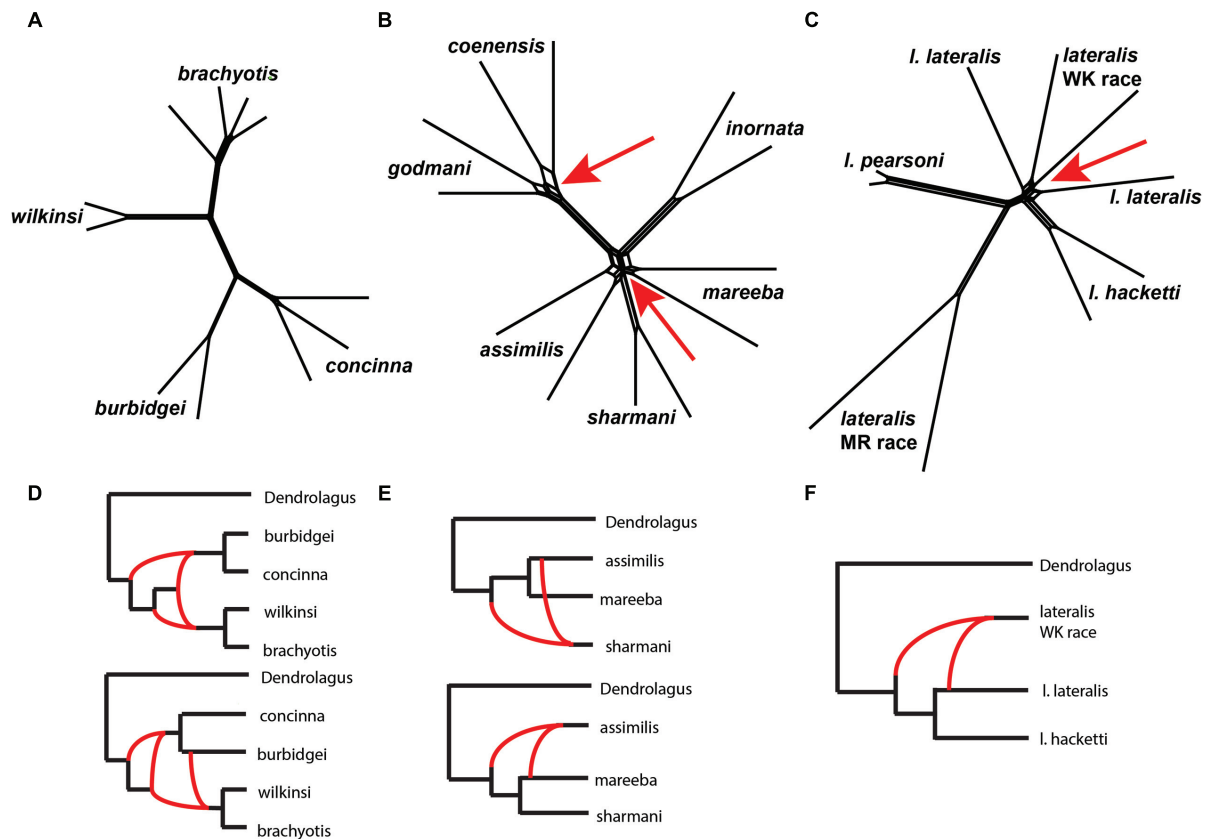 A
brachyotis
wilkinsi
concinna
burbidgei
B
coenensis
inornata
godmani
mareeba
assimilis
sharmani
C
l. lateralis
lateralis
WK race
l. pearsoni
l. lateralis
l. hacketti
lateralis
MR race
D
Dendrolagus
burbidgei
concinna
wilkinsi
brachyotis
Dendrolagus
concinna
burbidgei
wilkinsi
brachyotis
E
Dendrolagus
assimilis
mareeba
sharmani
Dendrolagus
assimilis
mareeba
sharmani
F
Dendrolagus
lateralis
WK race
l. lateralis
l. hacketti